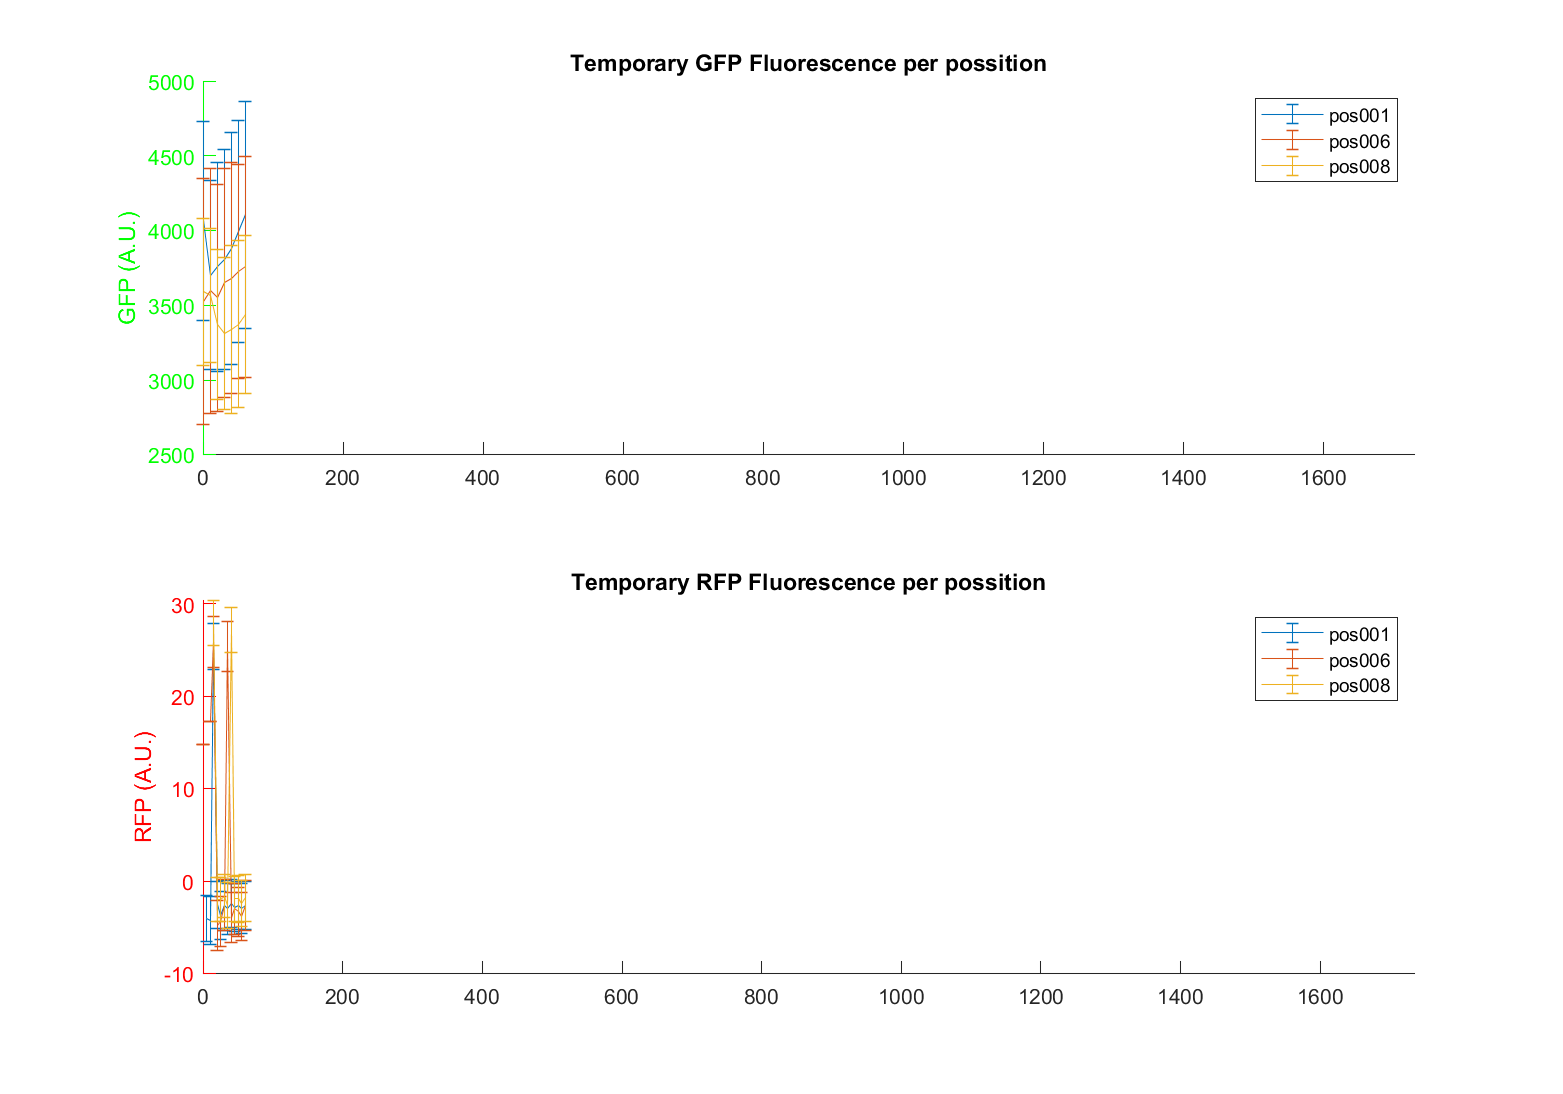 Temporary GFP Fluorescence per possition
5000
4500
4000
3500
3000
2500
GFP (A.U.)
0 200 400 600 800 1000 1200 1400 1600
pos001
pos006
pos008
Temporary RFP Fluorescence per possition
30
20
10
0
-10
RFP (A.U.)
0 200 400 600 800 1000 1200 1400 1600
pos001
pos006
pos008